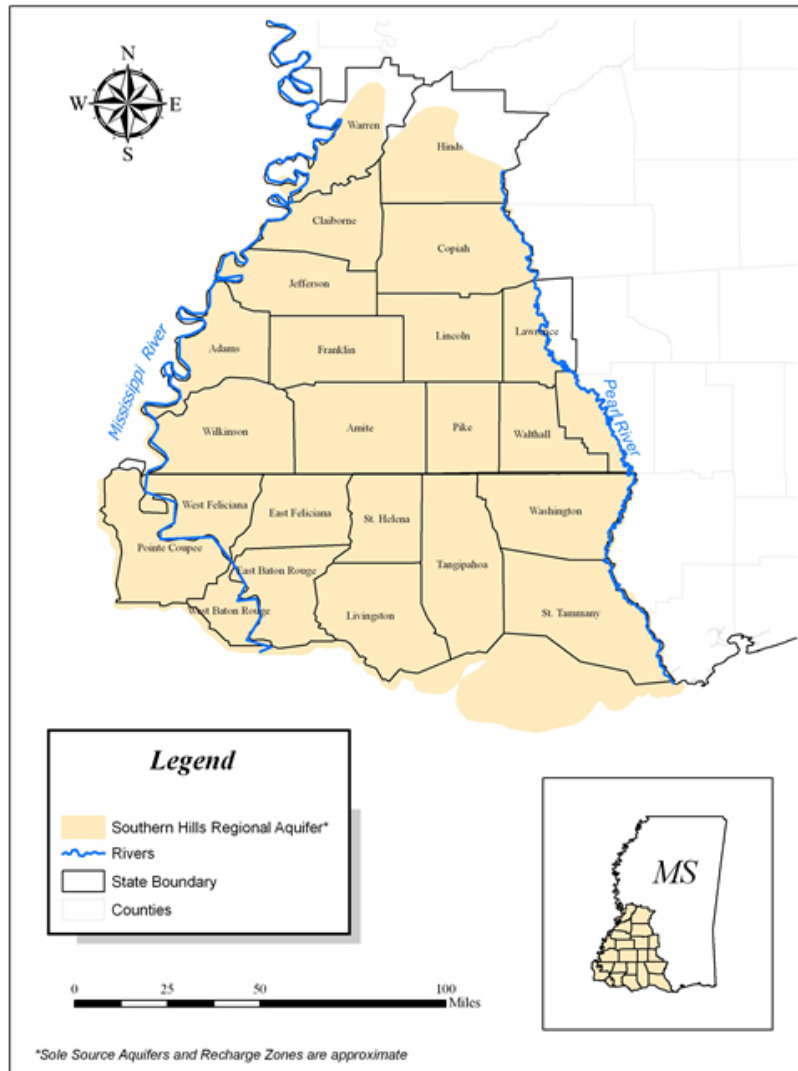 N
W E
S
Warren
Hinds
Claiborne
Copiah
Jefferson
Lincoln
Lawrence
Adams
Franklin
Mississippi River
Pearl River
Wilkinson
Amite
Pike
Walthall
West Feliciana
East Feliciana
St. Helena
Washington
Pointe Coupee
East Baton Rouge
Tangipahoa
West Baton Rouge
Livingston
St. Tammany
Legend
Southern Hills Regional Aquifer*
Rivers
State Boundary
Counties
MS
0 25 50 100
Miles
*Sole Source Aquifers and Recharge Zones are approximate